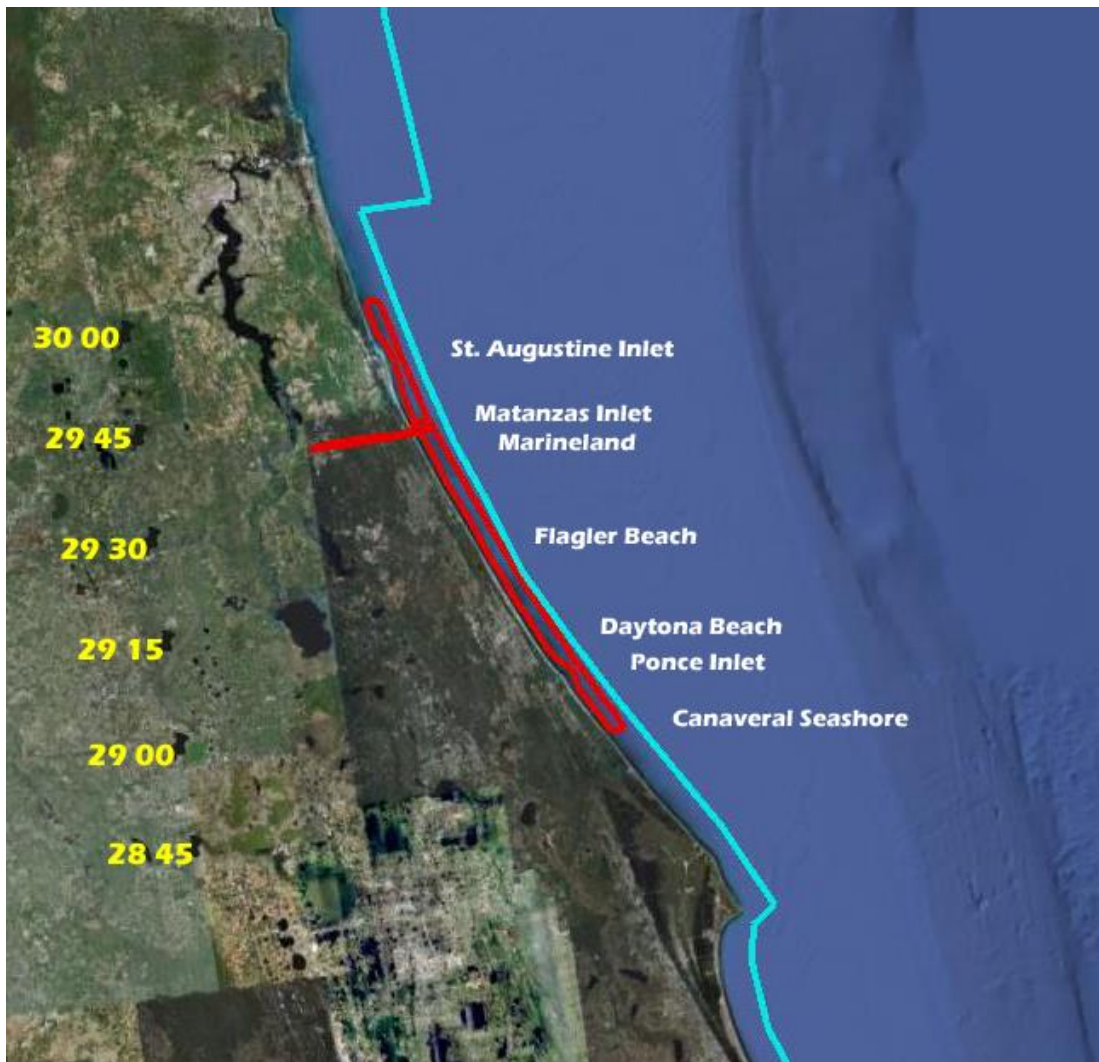 30 00
St. Augustine Inlet
Matanzas Inlet
29 45
Marineland
29 30
Flagler Beach
Daytona Beach
29 15
Ponce Inlet
Canaveral Seashore
29 00
28 45